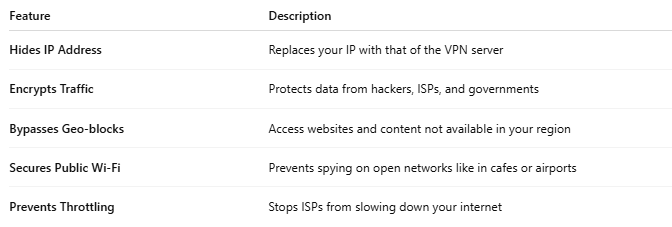 Feature Description
Hides IP Address Replaces your IP with that of the VPN server
Encrypts Traffic Protects data from hackers, ISPs, and governments
Bypasses Geo-blocks Access websites and content not available in your region
Secures Public Wi-Fi Prevents spying on open networks like in cafes or airports
Prevents Throttling Stops ISPs from slowing down your internet